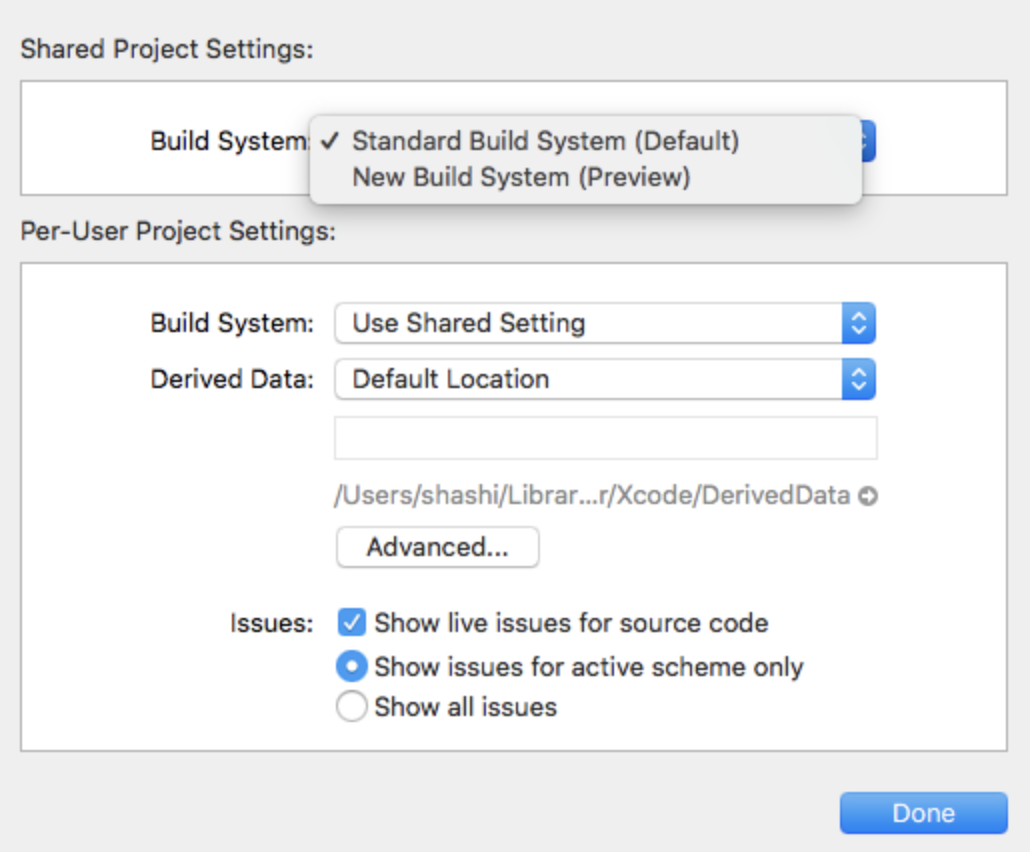 Shared Project Settings:
Build System: ✓ Standard Build System (Default)
New Build System (Preview)
Per-User Project Settings:
Build System: Use Shared Setting
Derived Data: Default Location
/Users/shashi/Librar...r/Xcode/DerivedData
Advanced...
Issues: Show live issues for source code
Show issues for active scheme only
Show all issues
Done